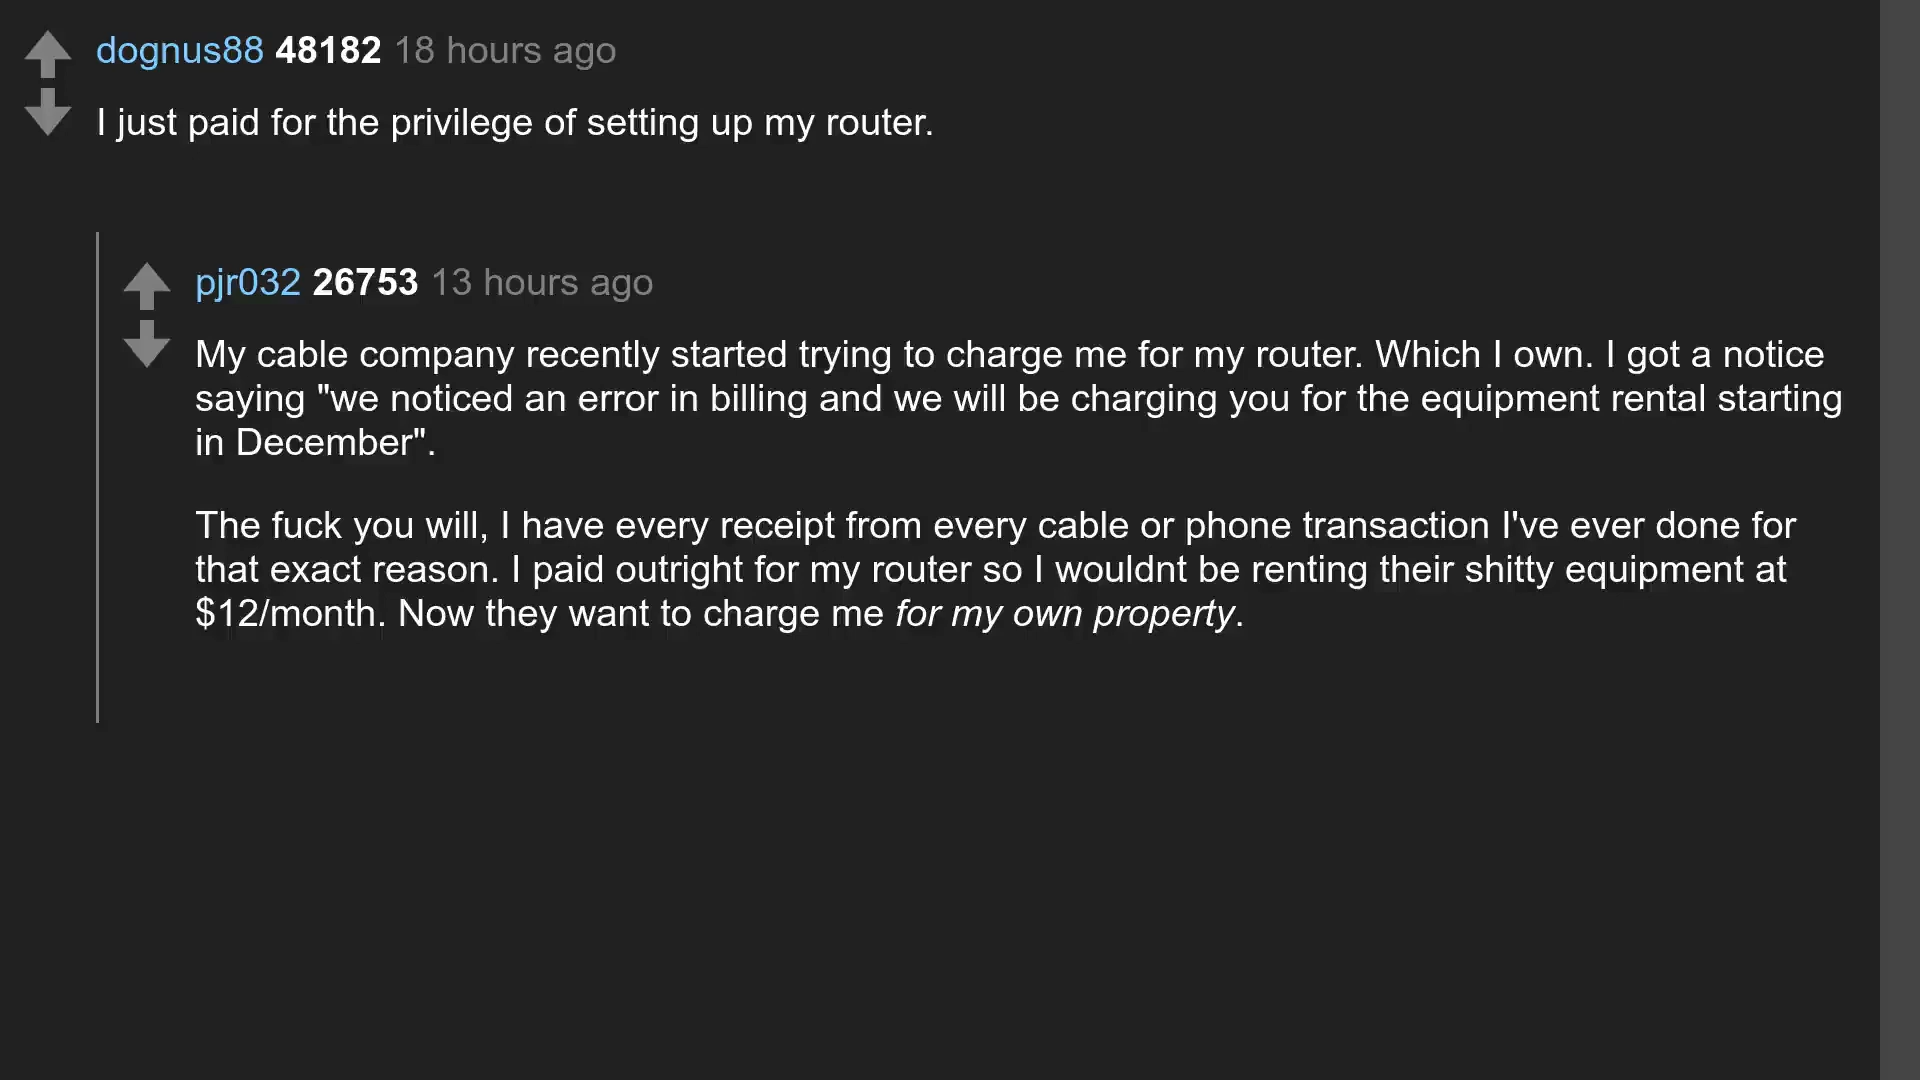 dognus88 48182 18 hours ago
I just paid for the privilege of setting up my router.
pjr032 26753 13 hours ago
My cable company recently started trying to charge me for my router. Which I own. I got a notice
saying "we noticed an error in billing and we will be charging you for the equipment rental starting
in December".
The fuck you will, I have every receipt from every cable or phone transaction I've ever done for
that exact reason. I paid outright for my router so I wouldnt be renting their shitty equipment at
$12/month. Now they want to charge me for my own property.